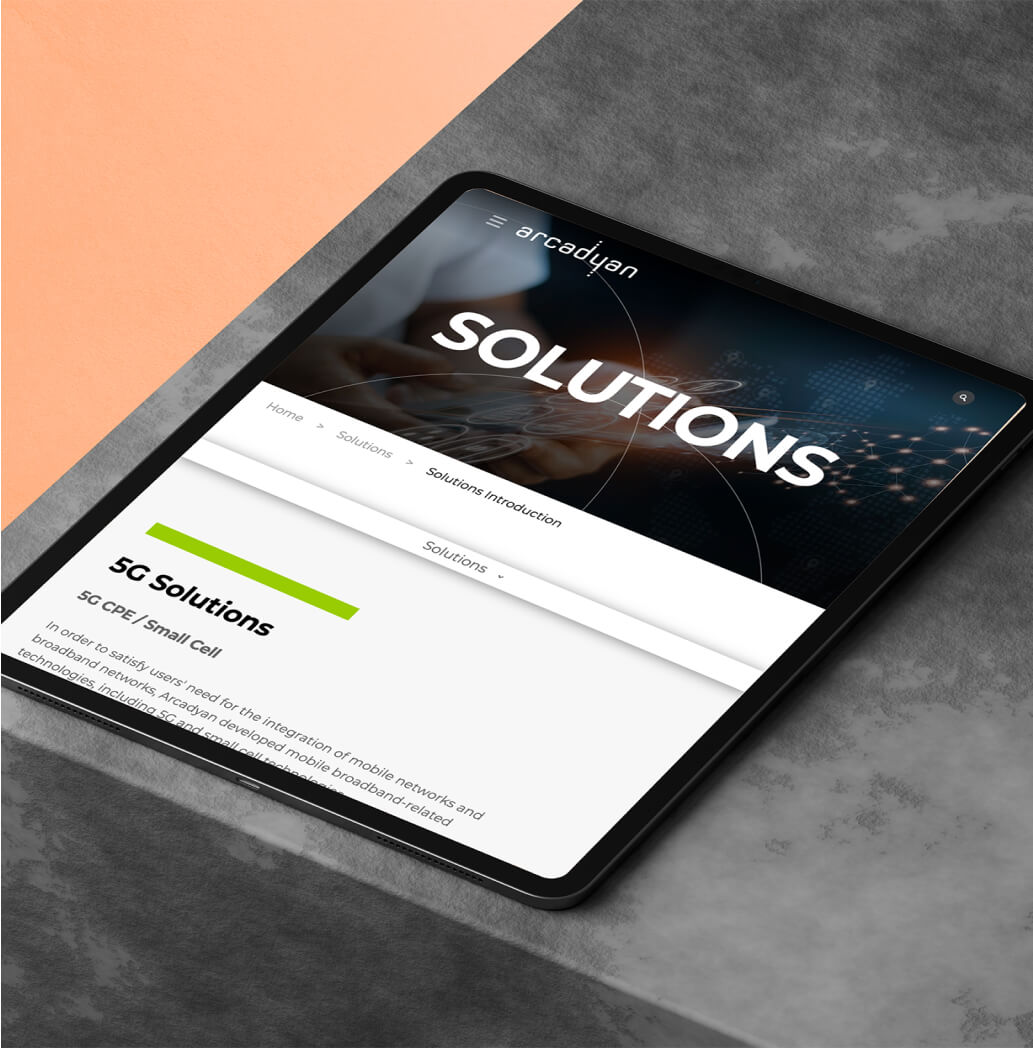 arcadyan
SOLUTIONS
Home > Solutions > Solutions Introduction
Solutions
5G Solutions
5G CPE / Small Cell
In order to satisfy users' need for the integration of mobile networks and
broadband networks, Arcadyan developed mobile broadband-related
technologies, including 5G and small cell technologies.